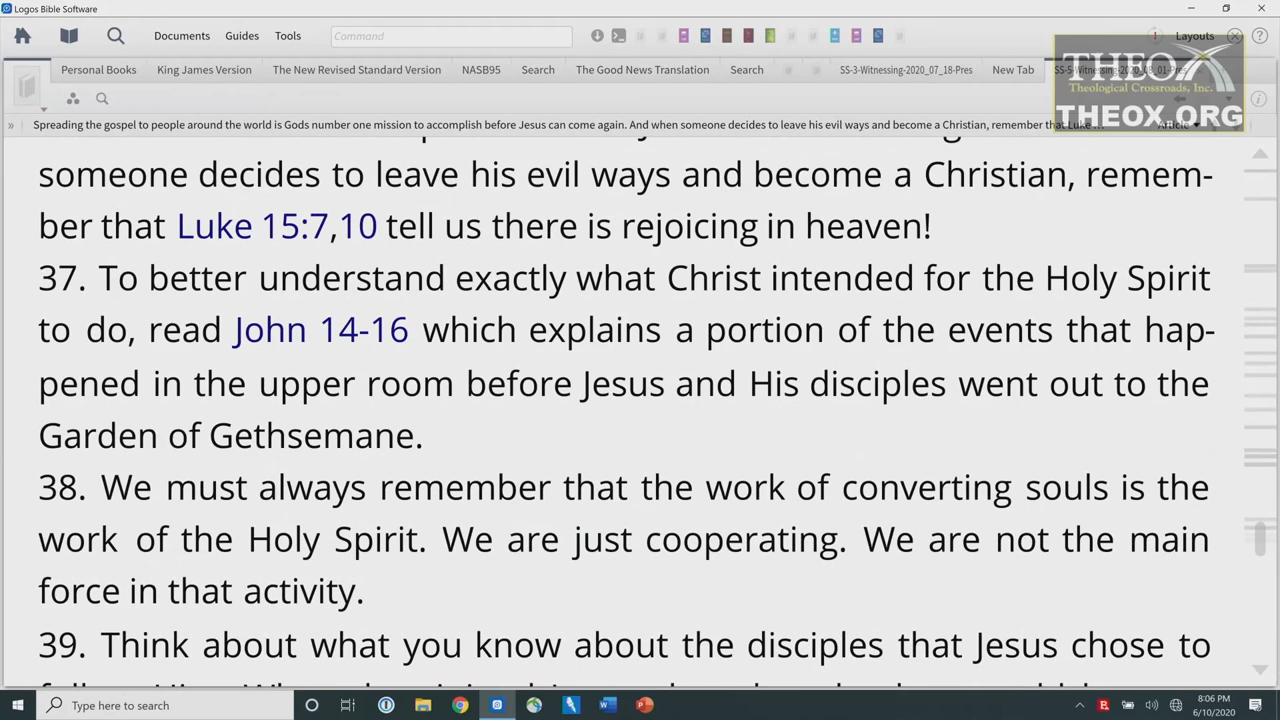 Logos Bible Software
Documents Guides Tools Command Layouts
Personal Books King James Version The New Revised Search The Good News Translation Search SS-3-Witnessing-2020_07_18-Pres New Tab
THEOX
Theological Crossroads, Inc.
THEOX.ORG
» Spreading the gospel to people around the world is Gods number one mission to accomplish before Jesus can come again. And when someone decides to leave his evil ways and become a Christian, remember that Luke ...
someone decides to leave his evil ways and become a Christian, remem-
ber that Luke 15:7,10 tell us there is rejoicing in heaven!
37. To better understand exactly what Christ intended for the Holy Spirit
to do, read John 14-16 which explains a portion of the events that hap-
pened in the upper room before Jesus and His disciples went out to the
Garden of Gethsemane.
38. We must always remember that the work of converting souls is the
work of the Holy Spirit. We are just cooperating. We are not the main
force in that activity.
39. Think about what you know about the disciples that Jesus chose to
Type here to search
8:06 PM
6/10/2020